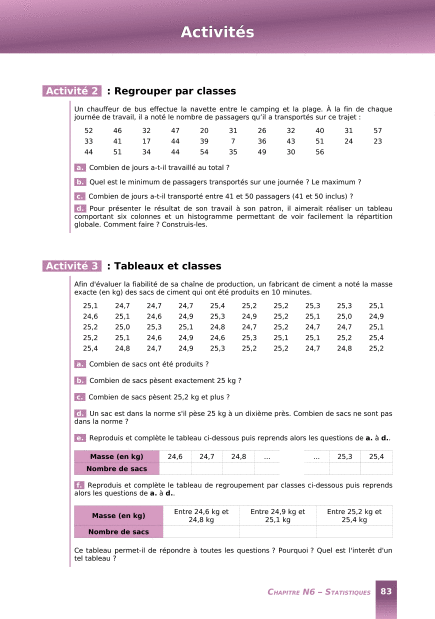 Activités
Activité 2 : Regrouper par classes
Un chauffeur de bus effectue la navette entre le camping et la plage. À la fin de chaque
journée de travail, il a noté le nombre de passagers qu'il a transportés sur ce trajet :
52 46 32 47 20 31 26 32 40 31 57
33 41 17 44 39 7 36 43 51 24 23
44 51 34 44 54 35 49 30 56
a. Combien de jours a-t-il travaillé au total ?
b. Quel est le minimum de passagers transportés sur une journée ? Le maximum ?
c. Combien de jours a-t-il transporté entre 41 et 50 passagers (41 et 50 inclus) ?
d. Pour présenter le résultat de son travail à son patron, il aimerait réaliser un tableau
comportant six colonnes et un histogramme permettant de voir facilement la répartition
globale. Comment faire ? Construis-les.
Activité 3 : Tableaux et classes
Afin d'évaluer la fiabilité de sa chaîne de production, un fabricant de ciment a noté la masse
exacte (en kg) des sacs de ciment qui ont été produits en 10 minutes.
25,1 24,7 24,7 24,7 25,4 25,2 25,2 25,3 25,3 25,1
24,6 25,1 24,6 24,9 25,3 24,9 25,2 25,1 25,0 24,9
25,2 25,0 25,3 25,1 24,8 24,7 25,2 24,7 24,7 25,1
25,2 25,1 24,6 24,9 24,6 25,3 25,1 25,1 25,2 25,4
25,4 24,8 24,7 24,9 25,3 25,2 25,2 24,7 24,8 25,2
a. Combien de sacs ont été produits ?
b. Combien de sacs pèsent exactement 25 kg ?
c. Combien de sacs pèsent 25,2 kg et plus ?
d. Un sac est dans la norme s'il pèse 25 kg à un dixième près. Combien de sacs ne sont pas
dans la norme ?
e. Reproduis et complète le tableau ci-dessous puis reprends alors les questions de a. à d..
Masse (en kg) 24,6 24,7 24,8 ... ... 25,3 25,4
Nombre de sacs
f. Reproduis et complète le tableau de regroupement par classes ci-dessous puis reprends
alors les questions de a. à d..
Masse (en kg) Entre 24,6 kg et 24,8 kg Entre 24,9 kg et 25,1 kg Entre 25,2 kg et 25,4 kg
Nombre de sacs
Ce tableau permet-il de répondre à toutes les questions ? Pourquoi ? Quel est l'interêt d'un
tel tableau ?
CHAPITRE N6 – STATISTIQUES 83